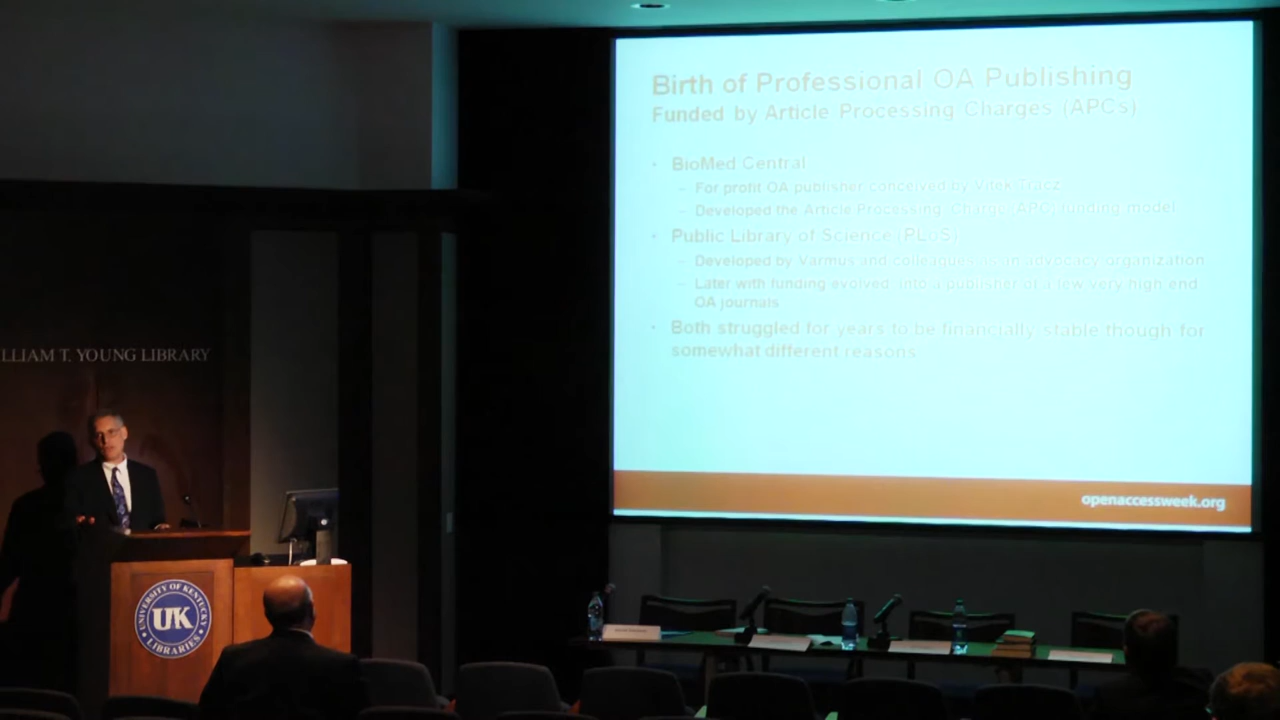 Birth of Professional OA Publishing
Funded by Article Processing Charges (APCs)
• BioMed Central
– For profit OA publisher conceived by Vitek Tracz
– Developed the Article Processing Charge (APC) funding model
• Public Library of Science (PLoS)
– Developed by Varmus and colleagues as an advocacy organization
– Later with funding evolved into a publisher of a few very high end
OA journals
• Both struggled for years to be financially stable though for
somewhat different reasons
openaccessweek.org
LLIAM T. YOUNG LIBRARY
UNIVERSITY OF KENTUCKY
UK
LIBRARIES